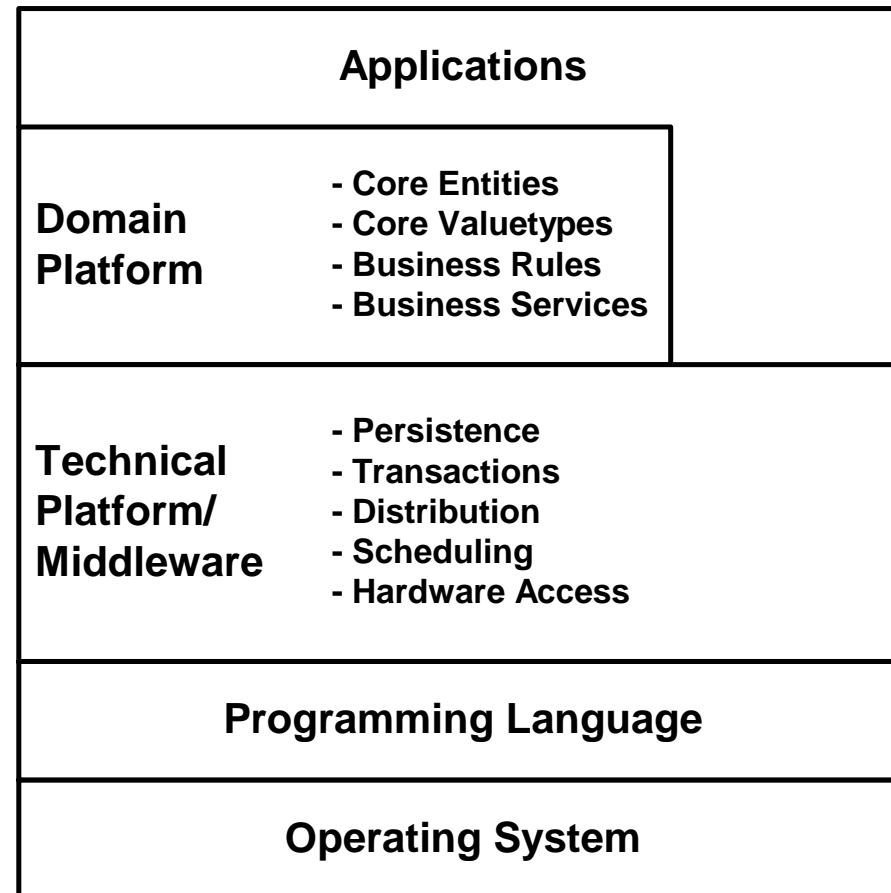 Applications
Domain
Platform
- Core Entities
- Core Valuetypes
- Business Rules
- Business Services
Technical
Platform/
Middleware
- Persistence
- Transactions
- Distribution
- Scheduling
- Hardware Access
Programming Language
Operating System